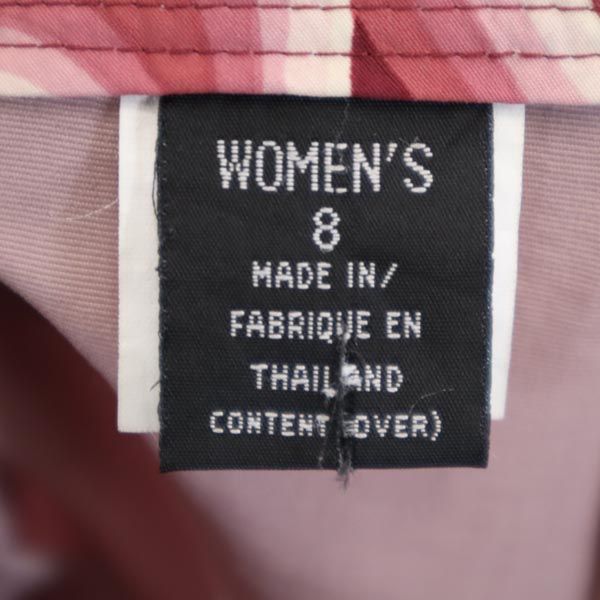 WOMEN'S
8
MADE IN/
FABRIQUE EN
THAILAND
CONTENT OVER)